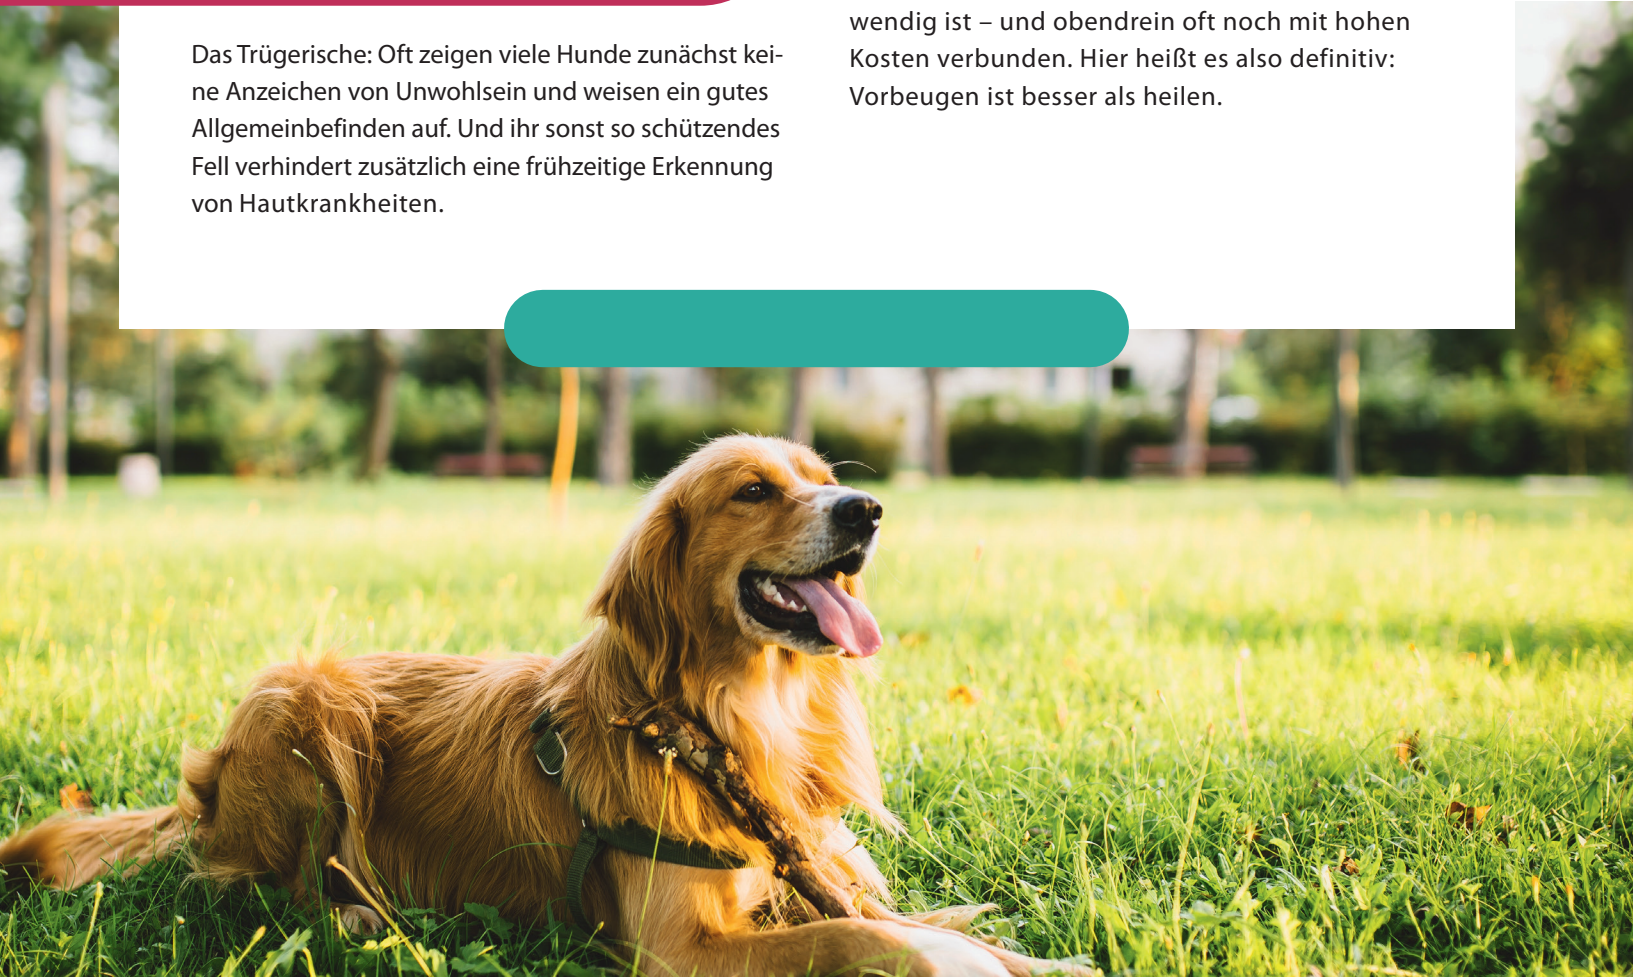 Das Trügerische: Oft zeigen viele Hunde zunächst kei-
ne Anzeichen von Unwohlsein und weisen ein gutes
Allgemeinbefinden auf. Und ihr sonst so schützendes
Fell verhindert zusätzlich eine frühzeitige Erkennung
von Hautkrankheiten.
wendig ist – und obendrein oft noch mit hohen
Kosten verbunden. Hier heißt es also definitiv:
Vorbeugen ist besser als heilen.